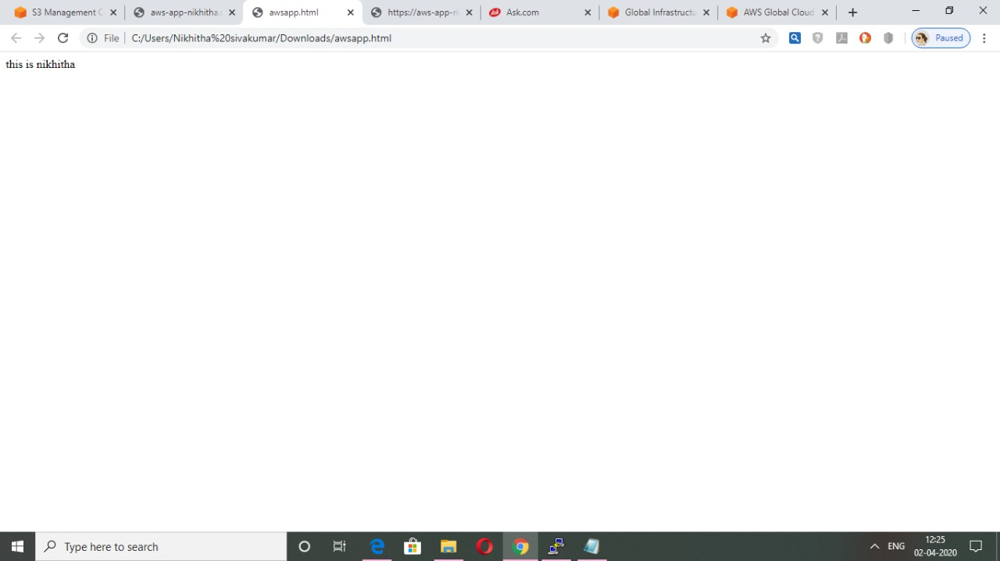 S3 Management C
aws-app-nikhitha.s
awsapp.html
https://aws-app-ni
Ask
Ask.com
Global Infrastructu
AWS Global Cloud
File
C:/Users/Nikhitha%20sivakumar/Downloads/awsapp.html
Paused
this is nikhitha
Type here to search
ENG
12:25
02-04-2020